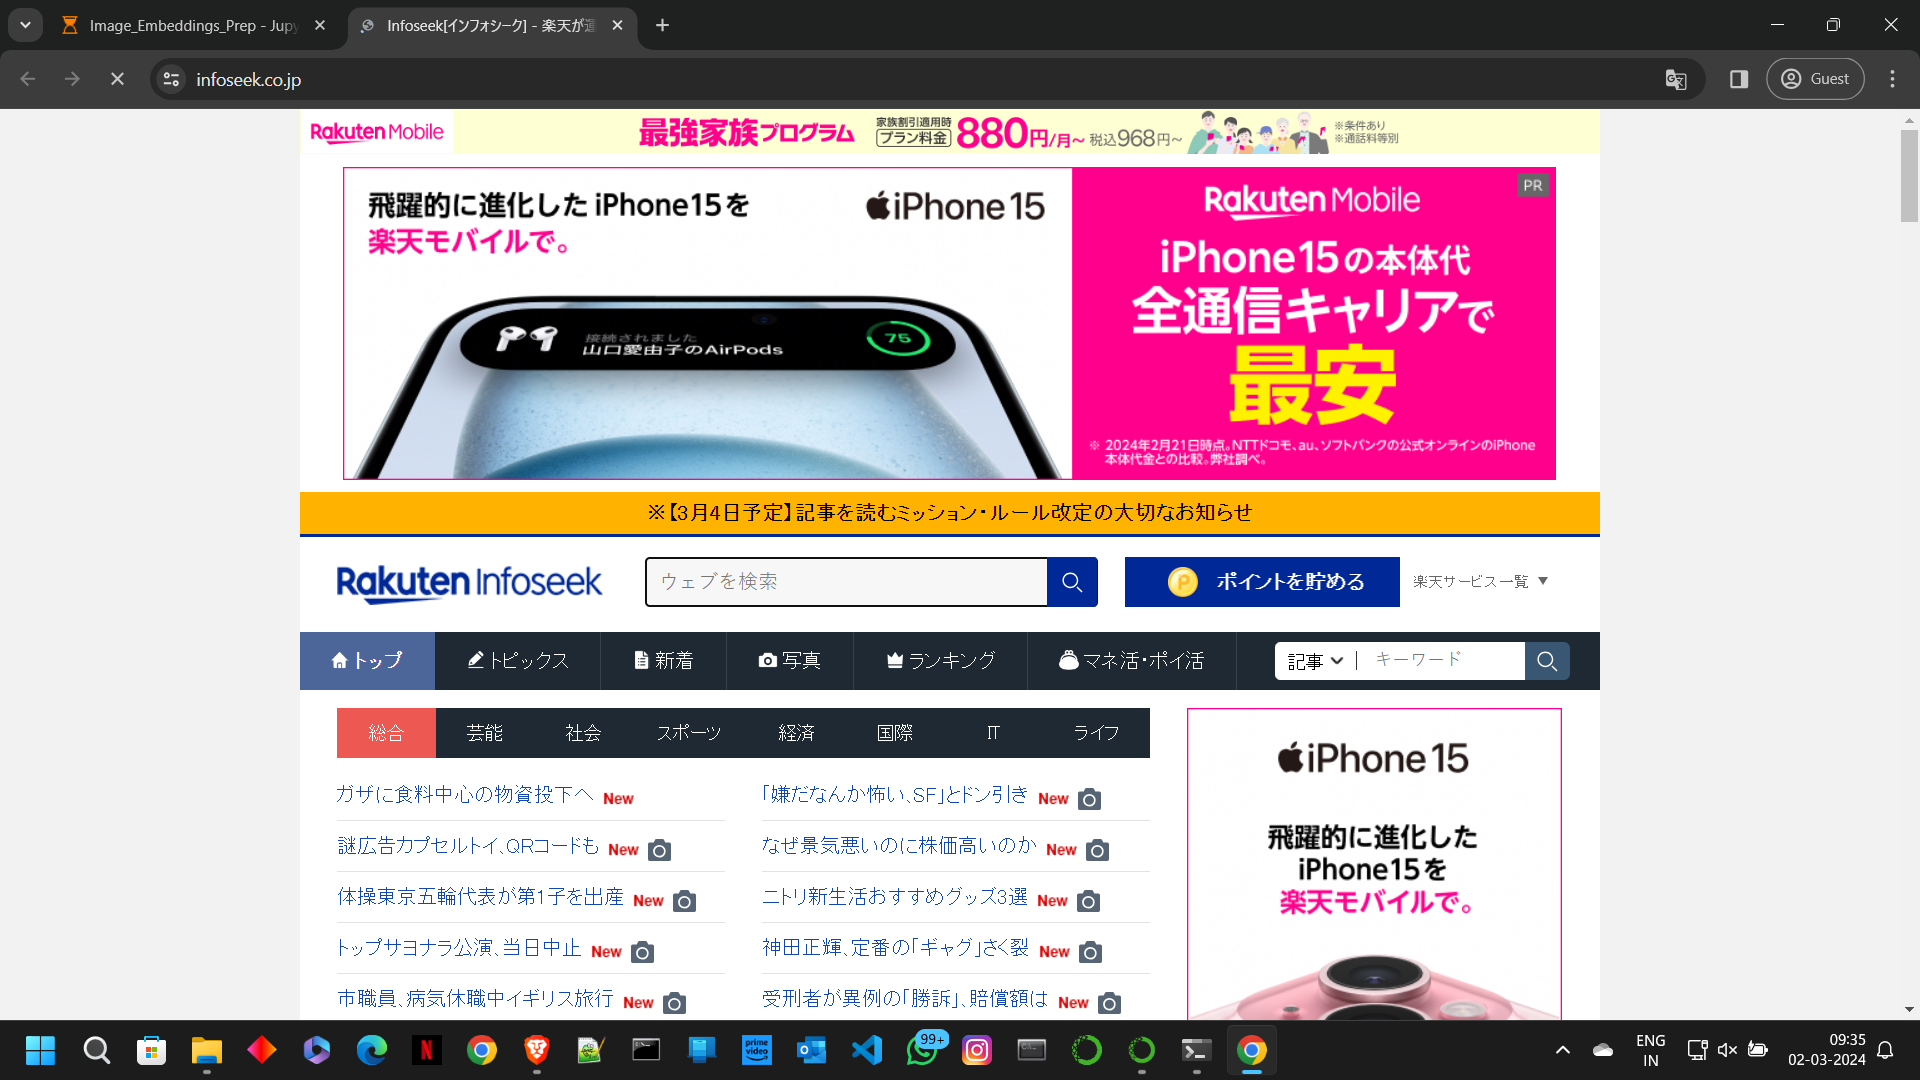 Image_Embeddings_Prep - Jupy
Infoseek[インフォシーク] - 楽天が運
infoseek.co.jp
Guest
Rakuten Mobile
最強家族プログラム
家族割引適用時
プラン料金
880円/月~
税込968円~
※条件あり
※通話料等別
飛躍的に進化した iPhone15を
楽天モバイルで。
iPhone 15
接続されました
山口愛由子のAirPods
75
PR
Rakuten Mobile
iPhone15の本体代
全通信キャリアで
最安
※ 2024年2月21日時点。NTTドコモ、au、ソフトバンクの公式オンラインのiPhone
本体代金との比較。弊社調べ。
※【3月4日予定】記事を読むミッション・ルール改定の大切なお知らせ
Rakuten Infoseek
ウェブを検索
ポイントを貯める
楽天サービス一覧 ▼
トップ
トピックス
新着
写真
ランキング
マネ活・ポイ活
記事
キーワード
総合
芸能
社会
スポーツ
経済
国際
IT
ライフ
ガザに食料中心の物資投下へ New
「嫌だなんか怖い、SF」とドン引き New
謎広告カプセルトイ、QRコードも New
なぜ景気悪いのに株価高いのか New
体操東京五輪代表が第1子を出産 New
ニトリ新生活おすすめグッズ3選 New
トップサヨナラ公演、当日中止 New
神田正輝、定番の「ギャグ」さく裂 New
市職員、病気休職中イギリス旅行 New
受刑者が異例の「勝訴」、賠償額は New
iPhone 15
飛躍的に進化した
iPhone15を
楽天モバイルで。
prime
video
99+
ENG
IN
09:35
02-03-2024